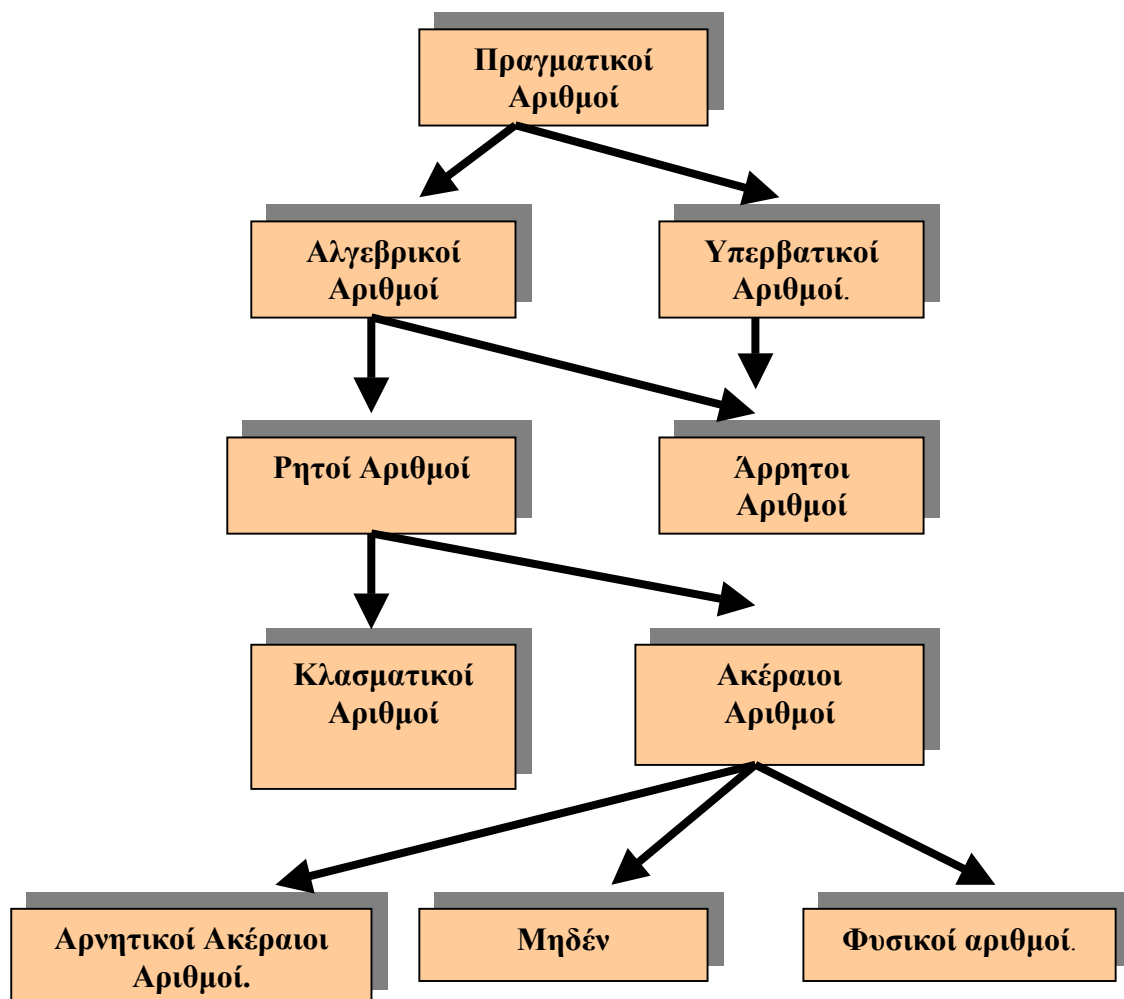 Πραγματικοί
Αριθμοί
Αλγεβρικοί
Αριθμοί
Υπερβατικοί
Αριθμοί.
Ρητοί Αριθμοί
Άρρητοι
Αριθμοί
Κλασματικοί
Αριθμοί
Ακέραιοι
Αριθμοί
Αρνητικοί Ακέραιοι
Αριθμοί.
Μηδέν
Φυσικοί αριθμοί.